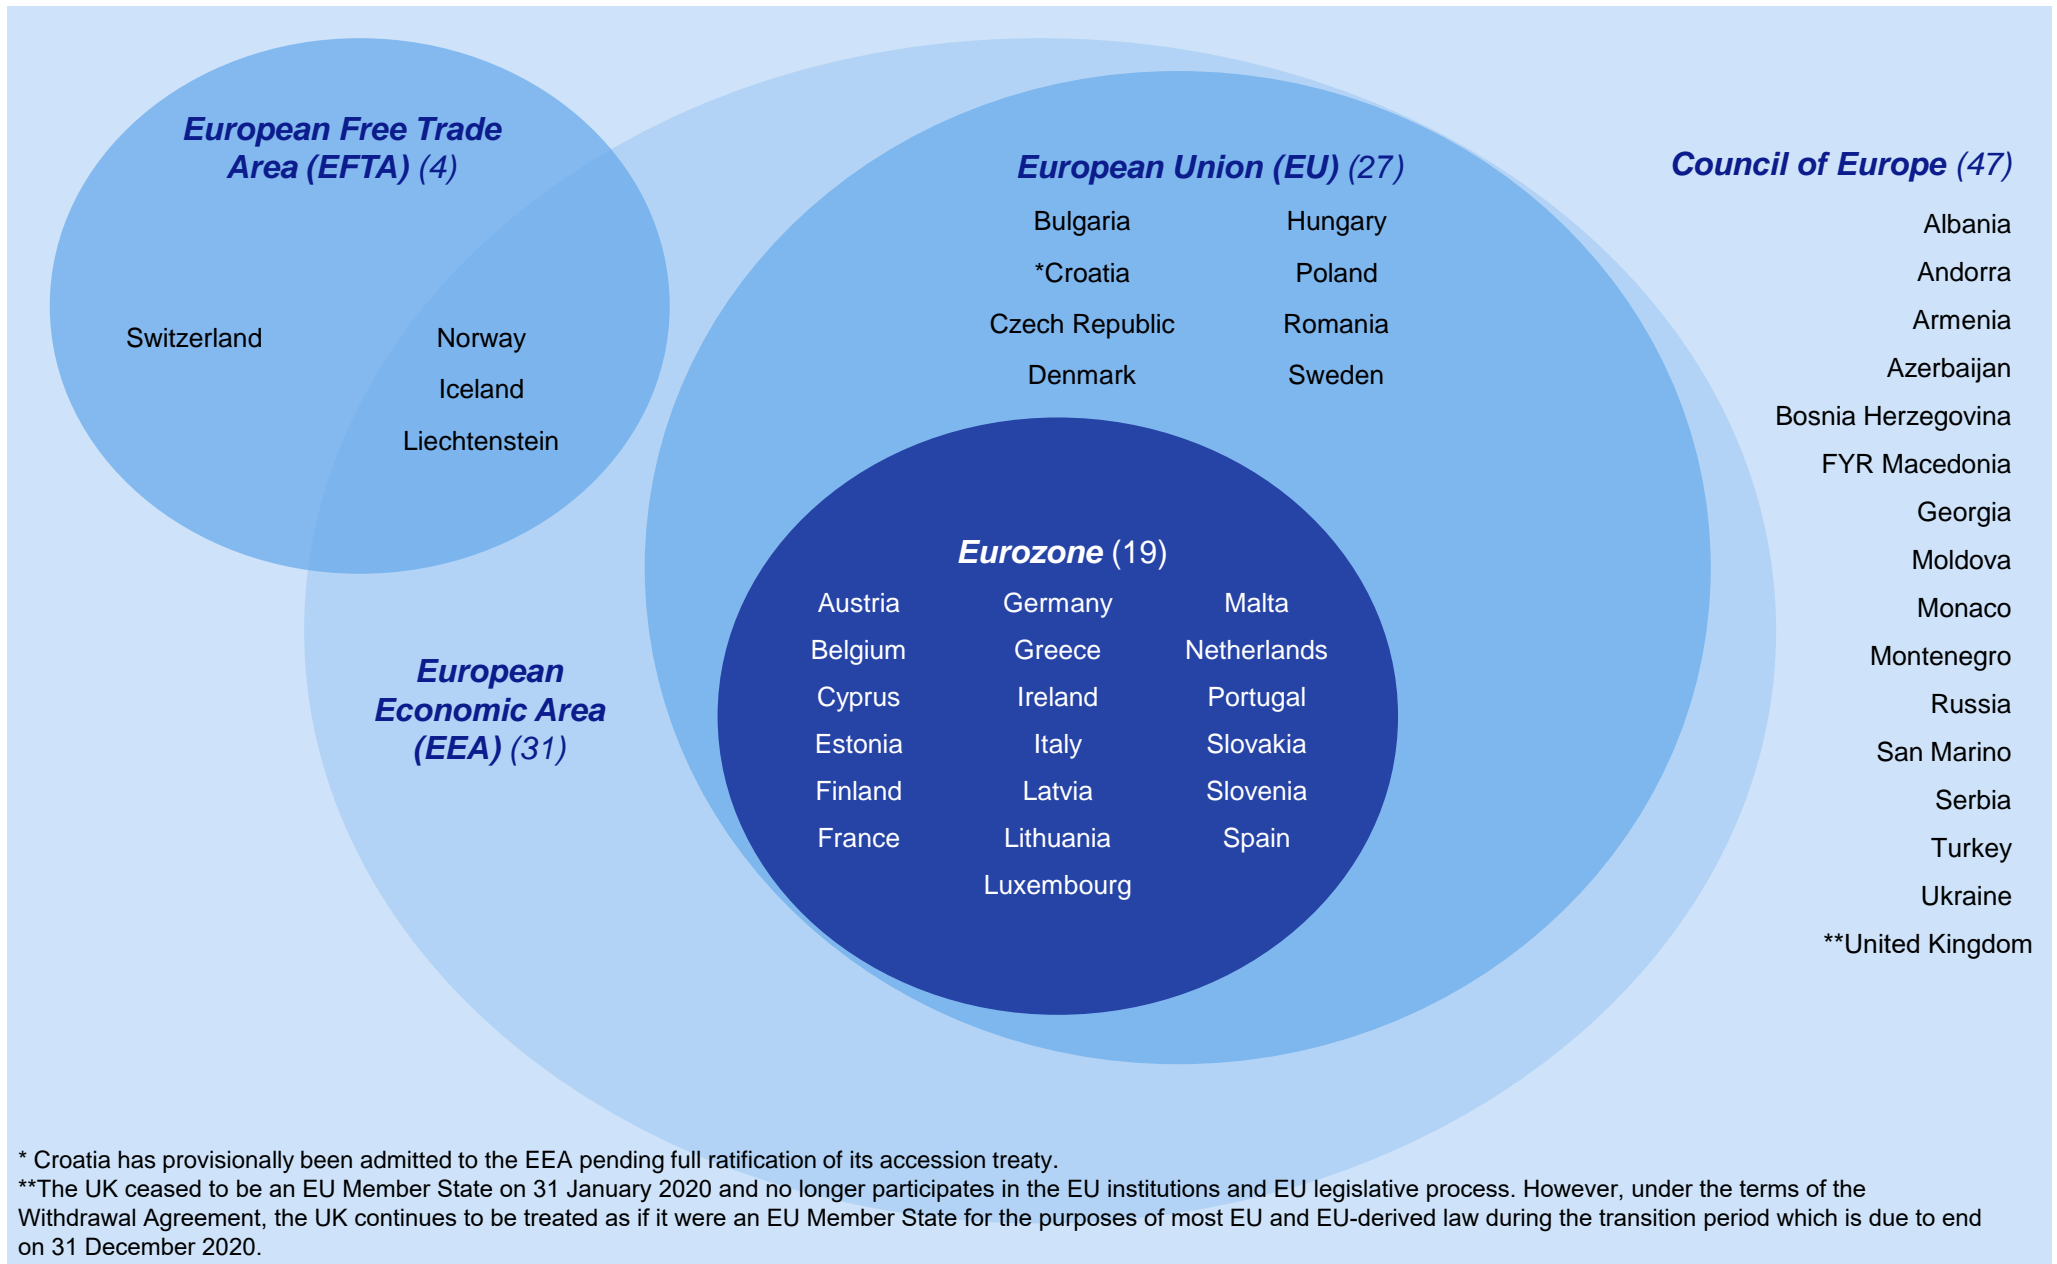 European Free Trade
Area (EFTA) (4)
Switzerland
Norway
Iceland
Liechtenstein
European
Economic Area
(EEA) (31)
European Union (EU) (27)
Bulgaria
Hungary
*Croatia
Poland
Czech Republic
Romania
Denmark
Sweden
Eurozone (19)
Austria
Germany
Malta
Belgium
Greece
Netherlands
Cyprus
Ireland
Portugal
Estonia
Italy
Slovakia
Finland
Latvia
Slovenia
France
Lithuania
Spain
Luxembourg
Council of Europe (47)
Albania
Andorra
Armenia
Azerbaijan
Bosnia Herzegovina
FYR Macedonia
Georgia
Moldova
Monaco
Montenegro
Russia
San Marino
Serbia
Turkey
Ukraine
**United Kingdom
* Croatia has provisionally been admitted to the EEA pending full ratification of its accession treaty.
**The UK ceased to be an EU Member State on 31 January 2020 and no longer participates in the EU institutions and EU legislative process. However, under the terms of the
Withdrawal Agreement, the UK continues to be treated as if it were an EU Member State for the purposes of most EU and EU-derived law during the transition period which is due to end
on 31 December 2020.